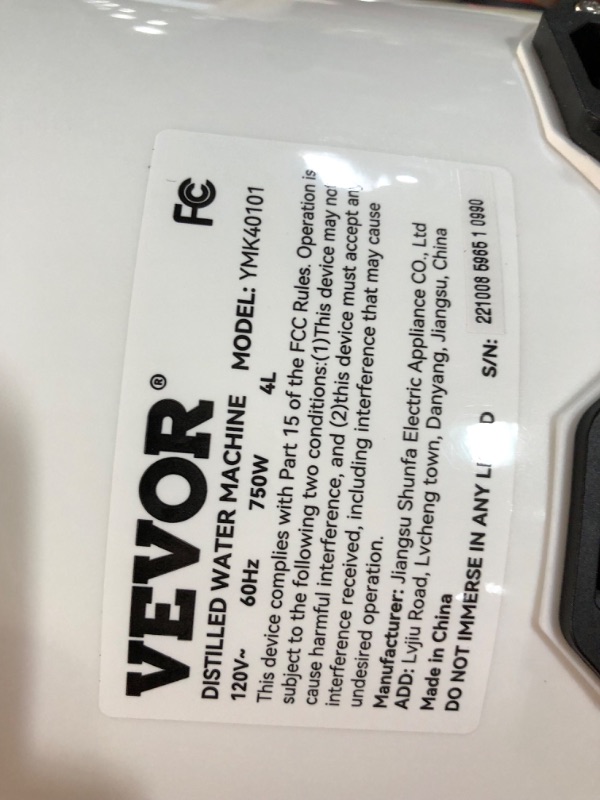 VEVOR®
FC
DISTILLED WATER MACHINE MODEL: YMK40101
120V~ 60Hz 750W 4L
This device complies with Part 15 of the FCC Rules. Operation is
subject to the following two conditions:(1)This device may not
cause harmful interference, and (2)this device must accept any
interference received, including interference that may cause
undesired operation.
Manufacturer: Jiangsu Shunfa Electric Appliance CO., Ltd
ADD: Lvjiu Road, Lvcheng town, Danyang, Jiangsu, China
Made in China
DO NOT IMMERSE IN ANY S/N: 221008 5965 1 0990